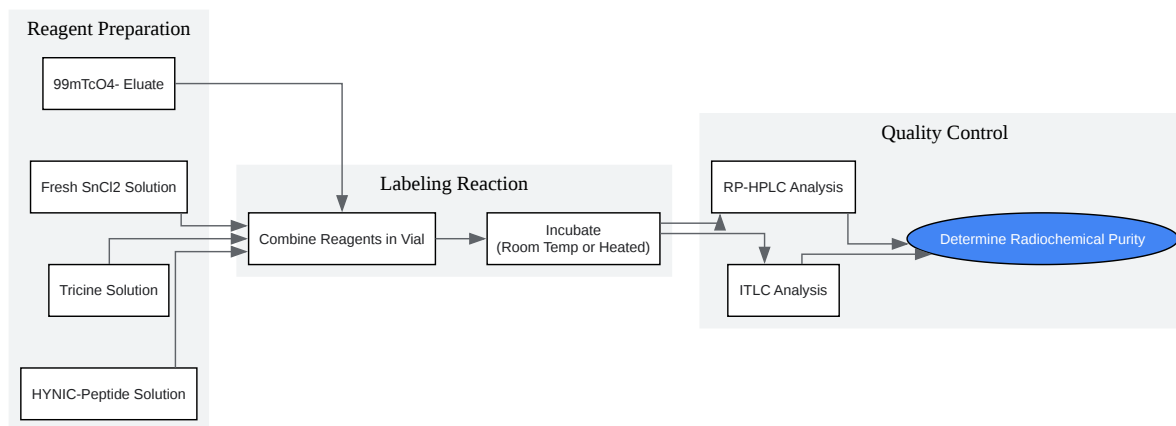 Reagent Preparation
99mTcO4- Eluate
Fresh SnCl2 Solution
Tricine Solution
HYNIC-Peptide Solution
Labeling Reaction
Combine Reagents in Vial
Incubate
(Room Temp or Heated)
Quality Control
RP-HPLC Analysis
ITLC Analysis
Determine Radiochemical Purity